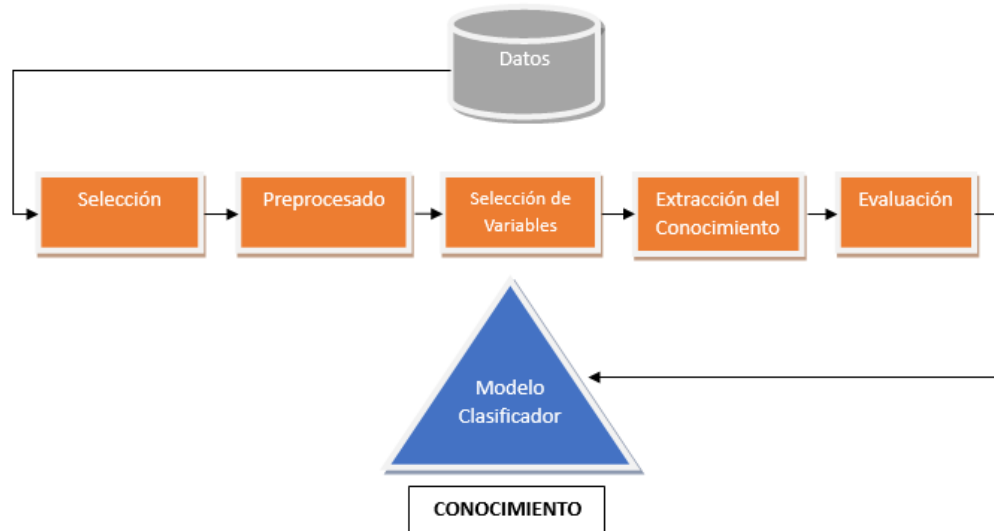 Datos
Selección
Preprocesado
Selección de
Variables
Extracción del
Conocimiento
Evaluación
Modelo
Clasificador
CONOCIMIENTO